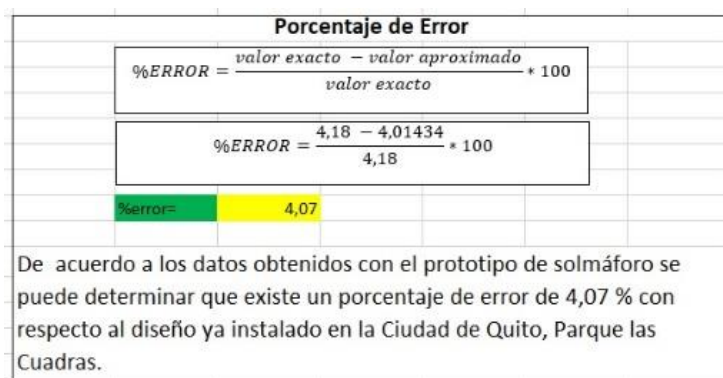 Porcentaje de Error
%ERROR = (valor exacto − valor aproximado) / valor exacto * 100
%ERROR = (4,18 − 4,01434) / 4,18 * 100
%error= 4,07
De acuerdo a los datos obtenidos con el prototipo de solmáforo se
puede determinar que existe un porcentaje de error de 4,07 % con
respecto al diseño ya instalado en la Ciudad de Quito, Parque las
Cuadras.